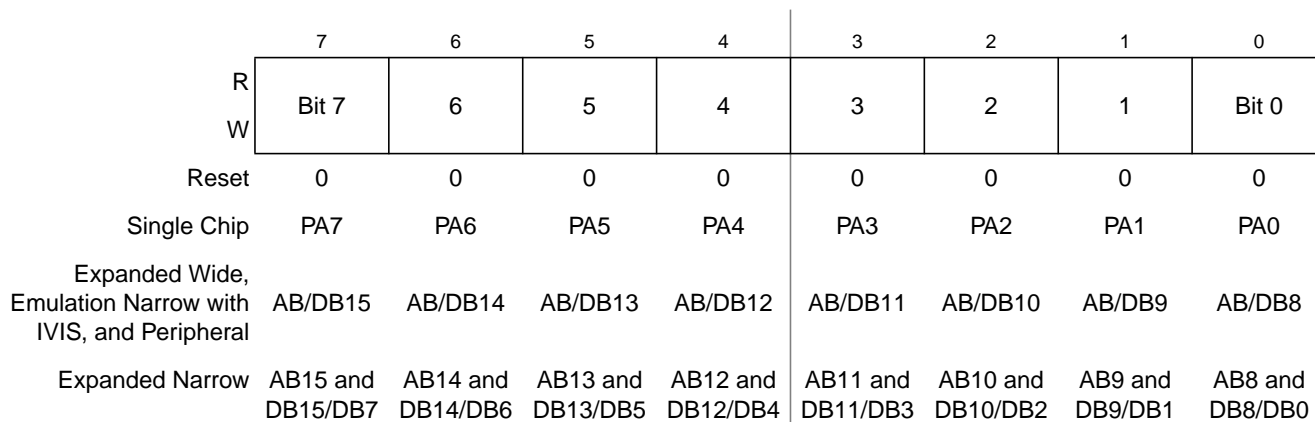 7 6 5 4 3 2 1 0
R
Bit 7 6 5 4 3 2 1 Bit 0
W
Reset 0 0 0 0 0 0 0 0
Single Chip PA7 PA6 PA5 PA4 PA3 PA2 PA1 PA0
Expanded Wide,
Emulation Narrow with AB/DB15 AB/DB14 AB/DB13 AB/DB12 AB/DB11 AB/DB10 AB/DB9 AB/DB8
IVIS, and Peripheral
Expanded Narrow AB15 and AB14 and AB13 and AB12 and AB11 and AB10 and AB9 and AB8 and
DB15/DB7 DB14/DB6 DB13/DB5 DB12/DB4 DB11/DB3 DB10/DB2 DB9/DB1 DB8/DB0